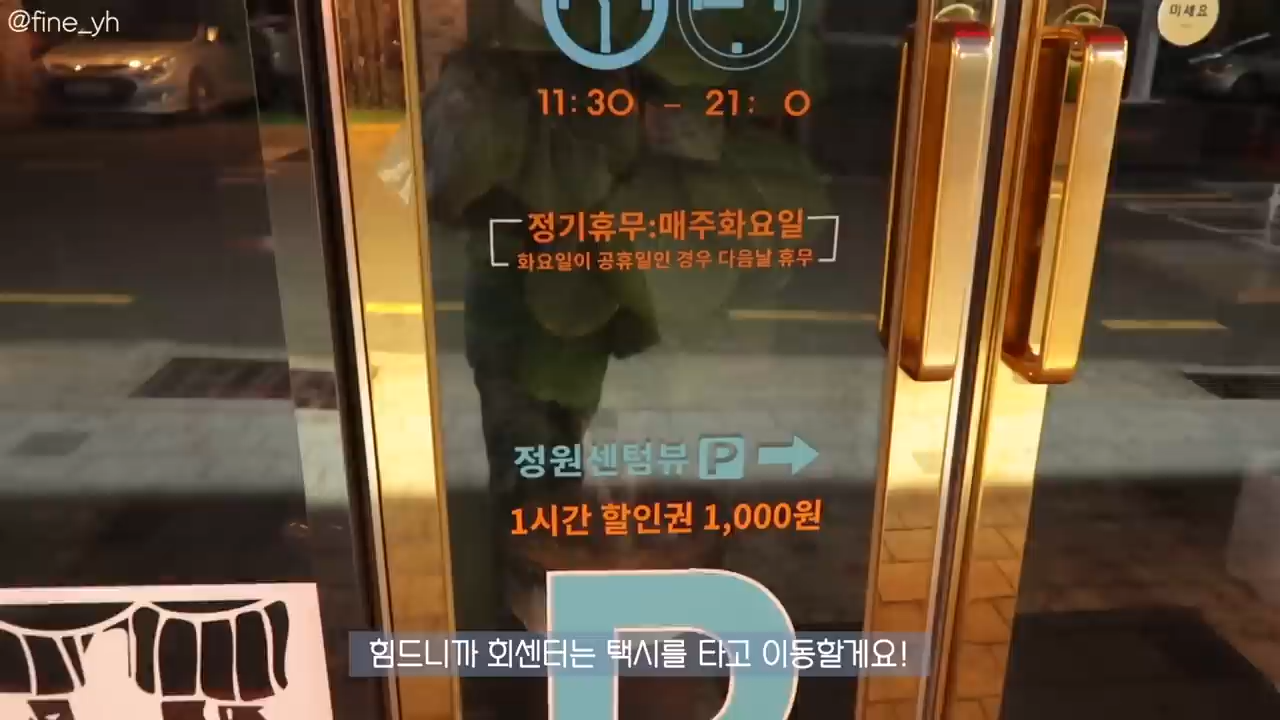 @fine_yh
미세요
11:30 – 21: 0
정기휴무:매주화요일
화요일이 공휴일인 경우 다음날 휴무
정원센텀뷰 P
1시간 할인권 1,000원
P
힘드니까 회센터는 택시를 타고 이동할게요!